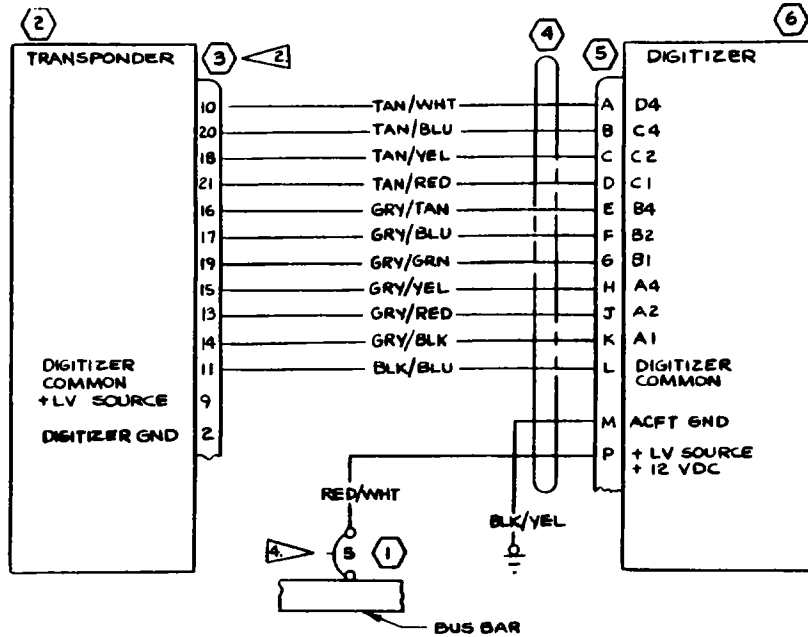 2 4 6
TRANSPONDER 3 2 5 DIGITIZER
10 TAN/WHT A D4
20 TAN/BLU B C4
18 TAN/YEL C C2
21 TAN/RED D C1
16 GRY/TAN E B4
17 GRY/BLU F B2
19 GRY/GRN G B1
15 GRY/YEL H A4
13 GRY/RED J A2
14 GRY/BLK K A1
11 BLK/BLU L DIGITIZER
COMMON
DIGITIZER
COMMON
+LV SOURCE 9
DIGITIZER GND 2
M ACFT GND
P + LV SOURCE
+ 12 VDC
RED/WHT
BLK/YEL
4. 5 1
BUS BAR